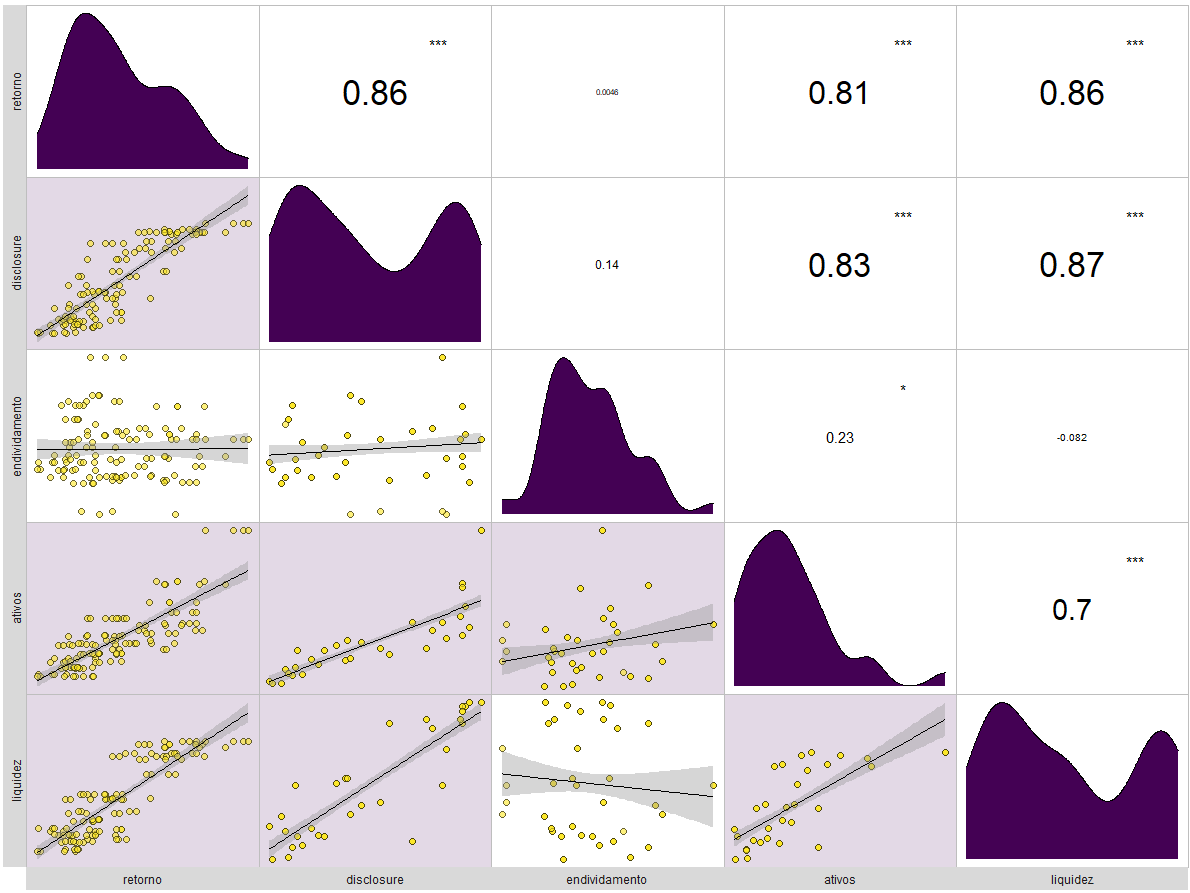 retorno
***
0.86
0.0046
***
0.81
***
0.86
disclosure
0.14
***
0.83
***
0.87
endividamento
*
0.23
-0.082
ativos
***
0.7
liquidez
retorno
disclosure
endividamento
ativos
liquidez